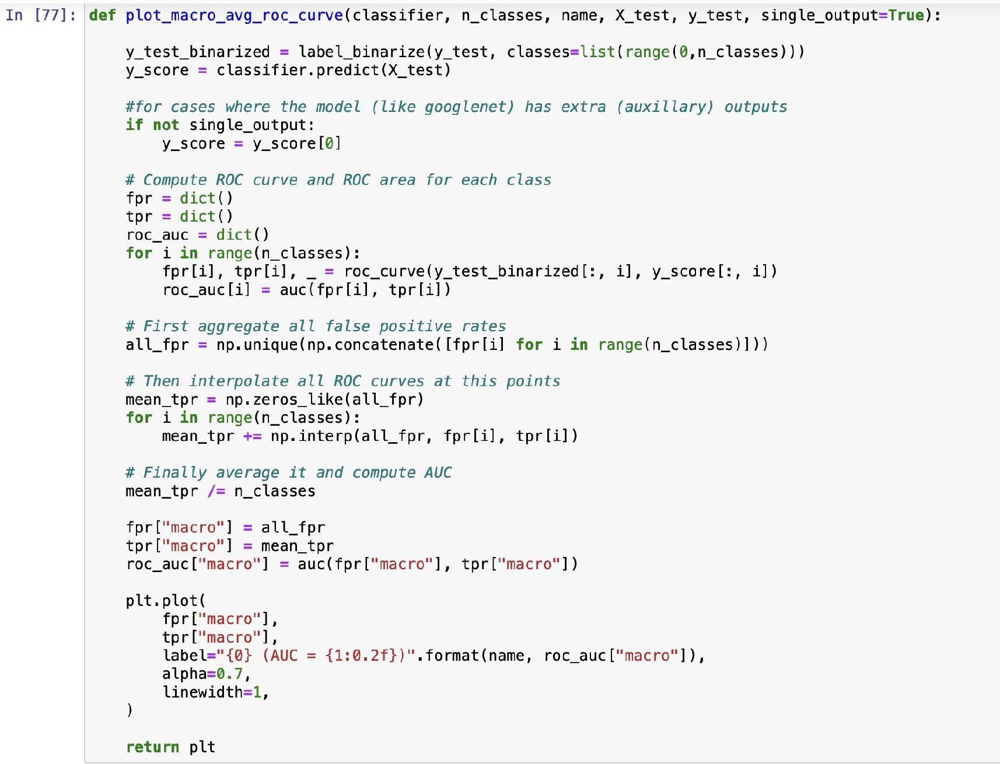 In [77]: def plot_macro_avg_roc_curve(classifier, n_classes, name, X_test, y_test, single_output=True):
y_test_binarized = label_binarize(y_test, classes=list(range(0,n_classes)))
y_score = classifier.predict(X_test)
#for cases where the model (like googlenet) has extra (auxillary) outputs
if not single_output:
y_score = y_score[0]
# Compute ROC curve and ROC area for each class
fpr = dict()
tpr = dict()
roc_auc = dict()
for i in range(n_classes):
fpr[i], tpr[i], _ = roc_curve(y_test_binarized[:, i], y_score[:, i])
roc_auc[i] = auc(fpr[i], tpr[i])
# First aggregate all false positive rates
all_fpr = np.unique(np.concatenate([fpr[i] for i in range(n_classes)]))
# Then interpolate all ROC curves at this points
mean_tpr = np.zeros_like(all_fpr)
for i in range(n_classes):
mean_tpr += np.interp(all_fpr, fpr[i], tpr[i])
# Finally average it and compute AUC
mean_tpr /= n_classes
fpr["macro"] = all_fpr
tpr["macro"] = mean_tpr
roc_auc["macro"] = auc(fpr["macro"], tpr["macro"])
plt.plot(
fpr["macro"],
tpr["macro"],
label="{0} (AUC = {1:0.2f})".format(name, roc_auc["macro"]),
alpha=0.7,
linewidth=1,
)
return plt